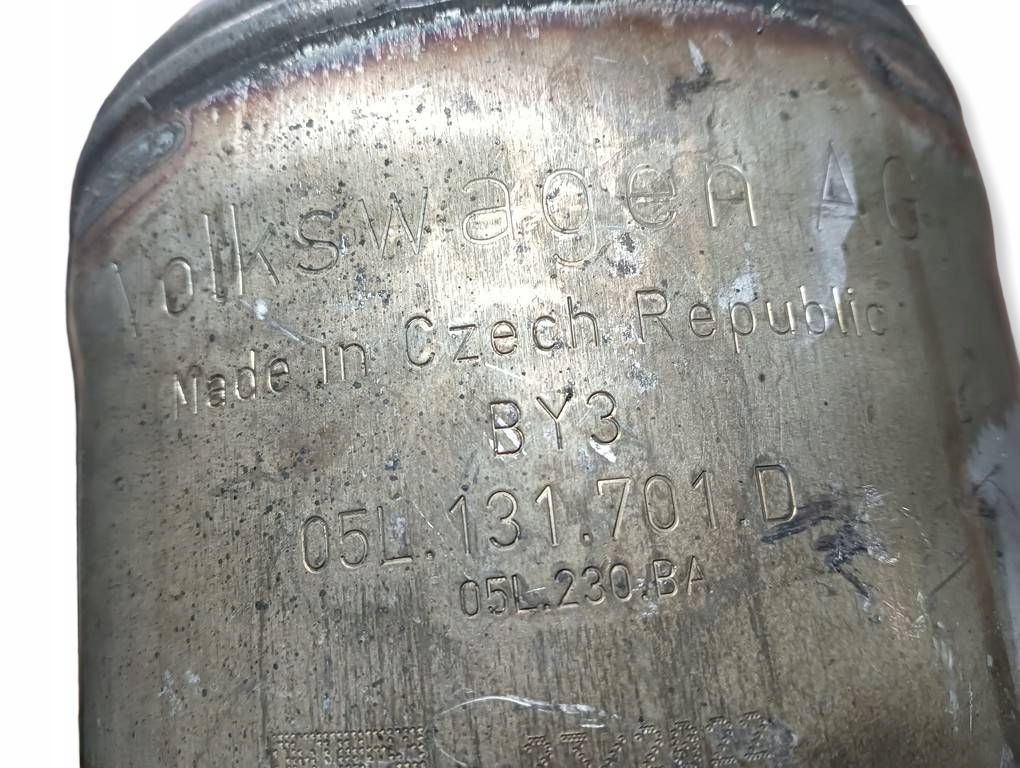 Volkswagen AG
Made in Czech Republic
BY3
05L.131.701.D
05L.230.BA